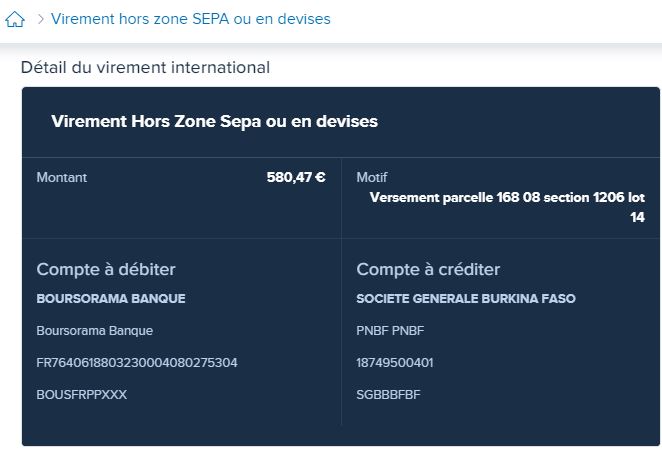 Virement hors zone SEPA ou en devises
Détail du virement international
Virement Hors Zone Sepa ou en devises
Montant
580,47 €
Motif
Versement parcelle 168 08 section 1206 lot
14
Compte à débiter
BOURSORAMA BANQUE
Boursorama Banque
FR7640618803230004080275304
BOUSFRPPXXX
Compte à créditer
SOCIETE GENERALE BURKINA FASO
PNBF PNBF
18749500401
SGBBBFBF